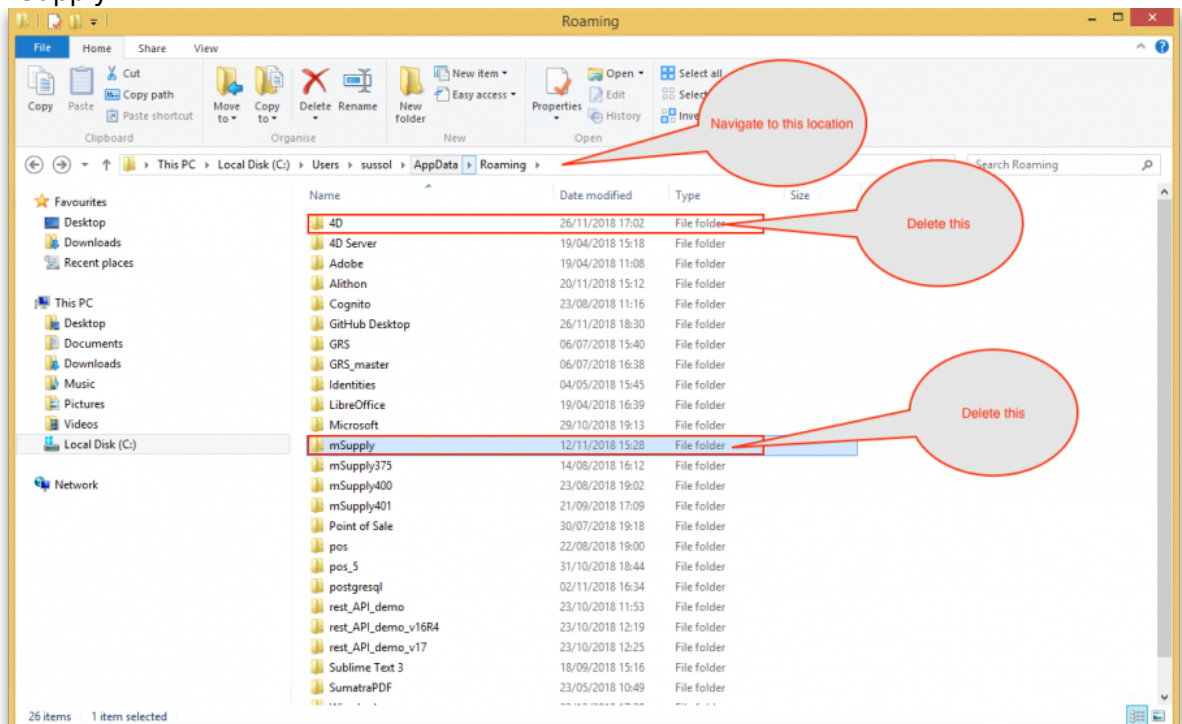 Supply
Roaming
File Home Share View
Cut
Copy path
Paste shortcut
Copy Paste
Clipboard
Move to
Copy to
Delete Rename
Organise
New folder
New item
Easy access
New
Properties
Open
Edit
History
Open
Select all
Navigate to this location
This PC Local Disk (C:) Users sussol AppData Roaming
Search Roaming
Favourites
Desktop
Downloads
Recent places
This PC
Desktop
Documents
Downloads
Music
Pictures
Videos
Local Disk (C:)
Network
Name Date modified Type Size
4D 26/11/2018 17:02 File folder
Delete this
4D Server 19/04/2018 15:18 File folder
Adobe 19/04/2018 11:08 File folder
Alithon 20/11/2018 15:12 File folder
Cognito 23/08/2018 11:16 File folder
GitHub Desktop 26/11/2018 18:30 File folder
GRS 06/07/2018 15:40 File folder
GRS_master 06/07/2018 16:38 File folder
Identities 04/05/2018 15:45 File folder
LibreOffice 19/04/2018 16:39 File folder
Microsoft 29/10/2018 19:13 File folder
mSupply 12/11/2018 15:28 File folder
Delete this
mSupply375 14/08/2018 16:12 File folder
mSupply400 23/08/2018 19:02 File folder
mSupply401 21/09/2018 17:09 File folder
Point of Sale 30/07/2018 19:18 File folder
pos 22/08/2018 19:00 File folder
pos_5 31/10/2018 18:44 File folder
postgresql 02/11/2018 16:34 File folder
rest_API_demo 23/10/2018 11:53 File folder
rest_API_demo_v16R4 23/10/2018 12:19 File folder
rest_API_demo_v17 23/10/2018 12:25 File folder
Sublime Text 3 18/09/2018 15:16 File folder
SumatraPDF 23/05/2018 10:49 File folder
26 items 1 item selected